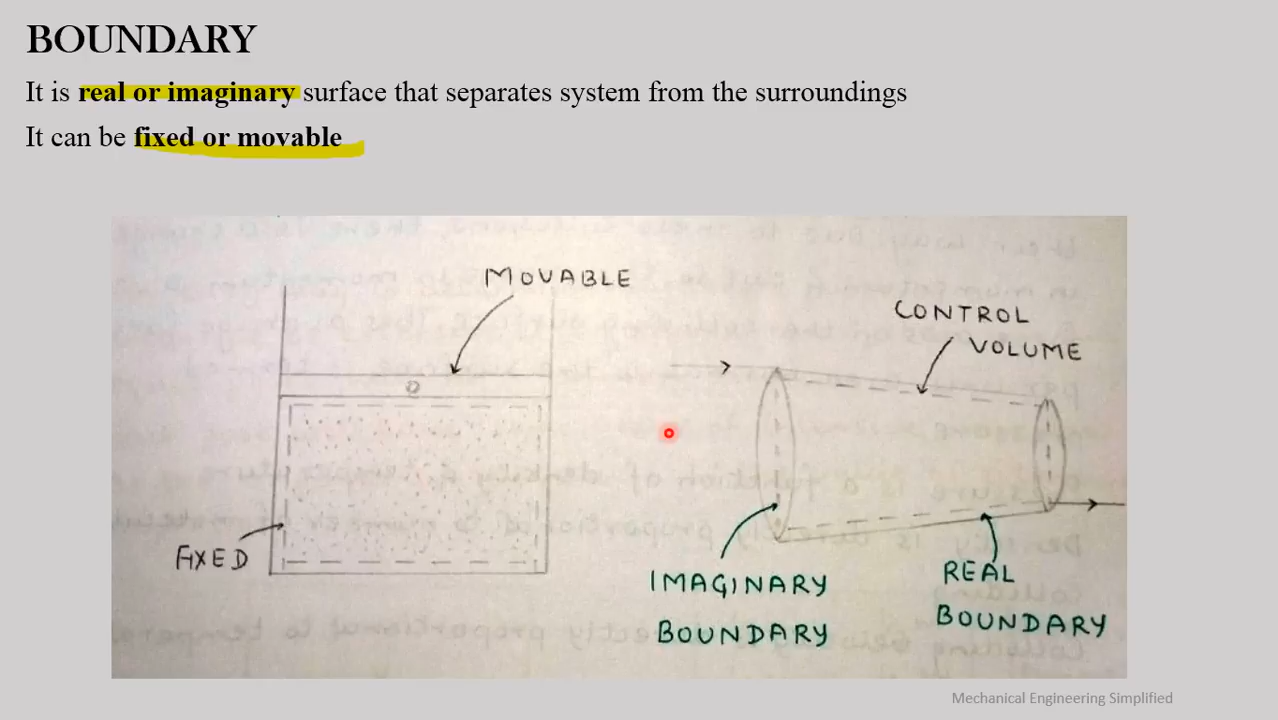 BOUNDARY
It is real or imaginary surface that separates system from the surroundings
It can be fixed or movable
MOVABLE
CONTROL
VOLUME
FIXED
IMAGINARY
BOUNDARY
REAL
BOUNDARY
Mechanical Engineering Simplified